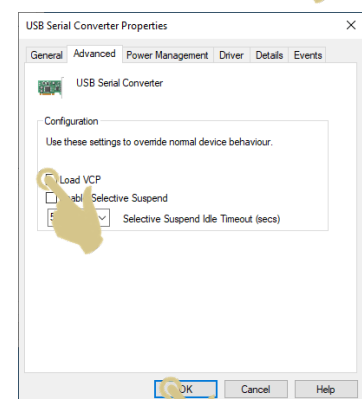 USB Serial Converter Properties
General Advanced Power Management Driver Details Events
USB Serial Converter
Configuration
Use these settings to override normal device behaviour.
Load VCP
Selective Suspend
Selective Suspend Idle Timeout (secs)
OK Cancel Help